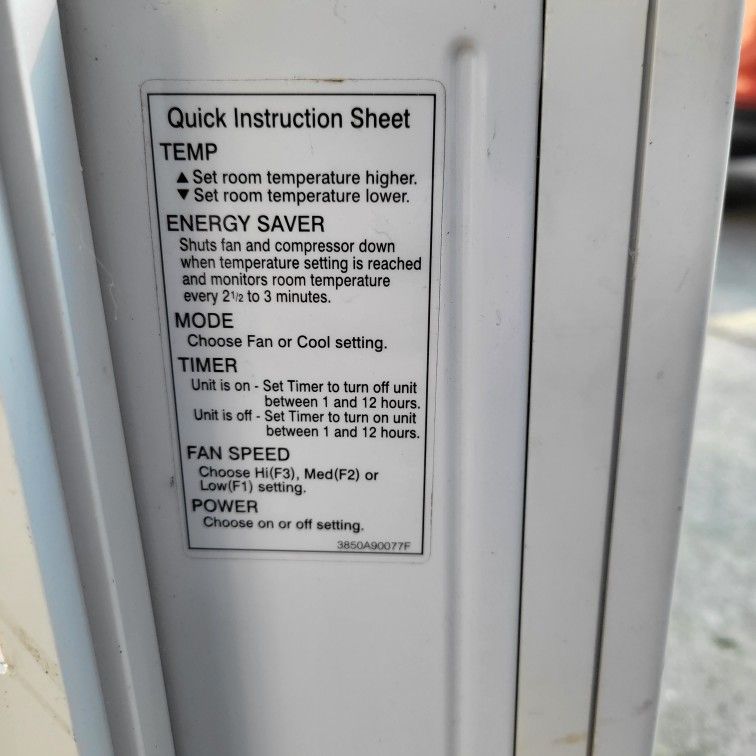 Quick Instruction Sheet
TEMP
▲ Set room temperature higher.
▼ Set room temperature lower.
ENERGY SAVER
Shuts fan and compressor down
when temperature setting is reached
and monitors room temperature
every 2 1/2 to 3 minutes.
MODE
Choose Fan or Cool setting.
TIMER
Unit is on - Set Timer to turn off unit
between 1 and 12 hours.
Unit is off - Set Timer to turn on unit
between 1 and 12 hours.
FAN SPEED
Choose Hi(F3), Med(F2) or
Low(F1) setting.
POWER
Choose on or off setting.
3850A90077F